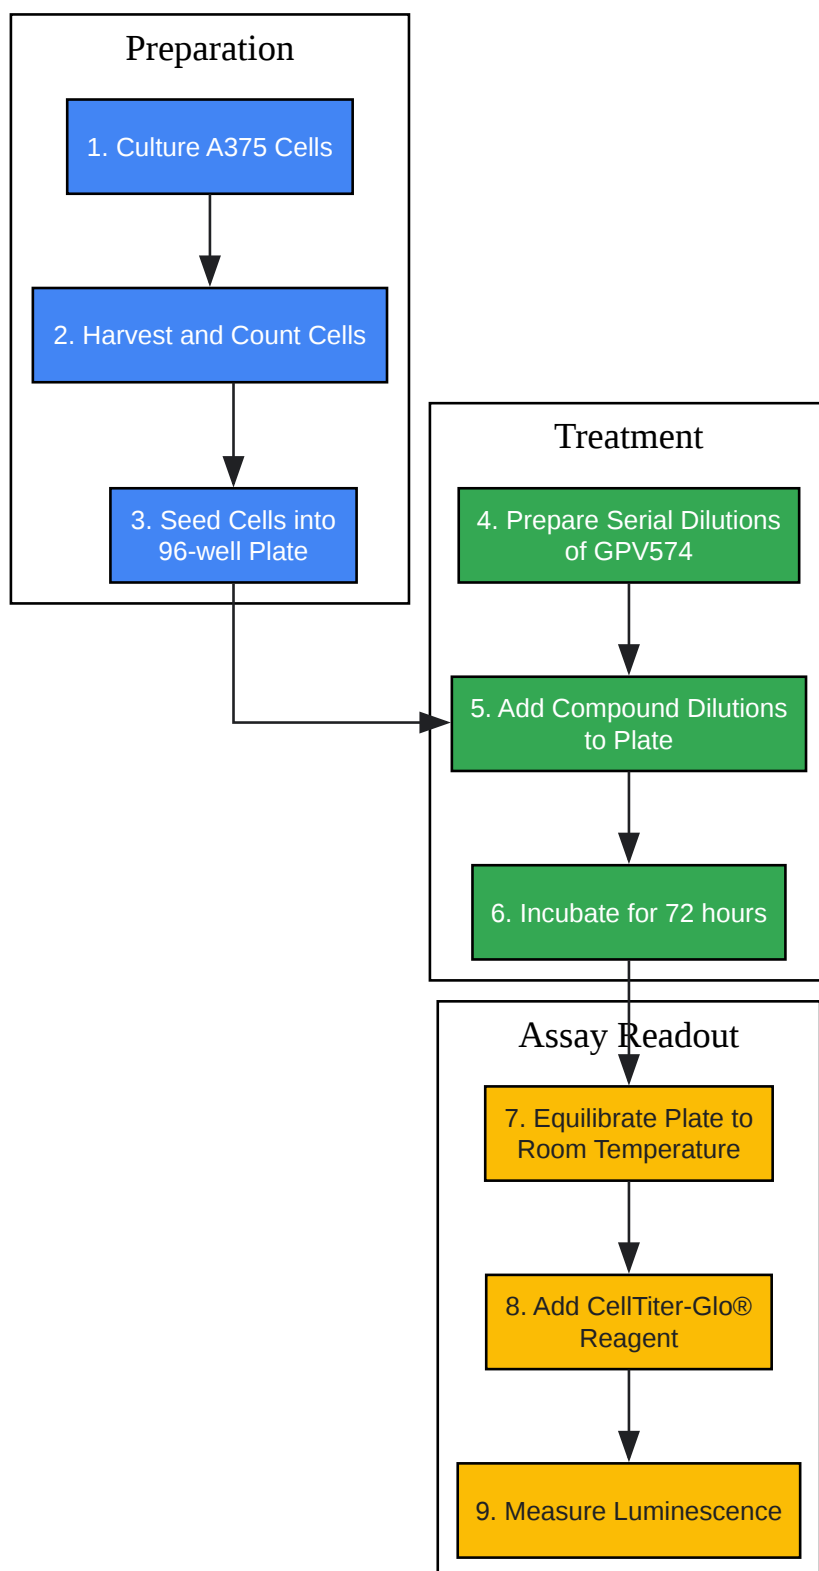 Preparation
1. Culture A375 Cells
2. Harvest and Count Cells
3. Seed Cells into
96-well Plate
Treatment
4. Prepare Serial Dilutions
of GPV574
5. Add Compound Dilutions
to Plate
6. Incubate for 72 hours
Assay Readout
7. Equilibrate Plate to
Room Temperature
8. Add CellTiter-Glo®
Reagent
9. Measure Luminescence